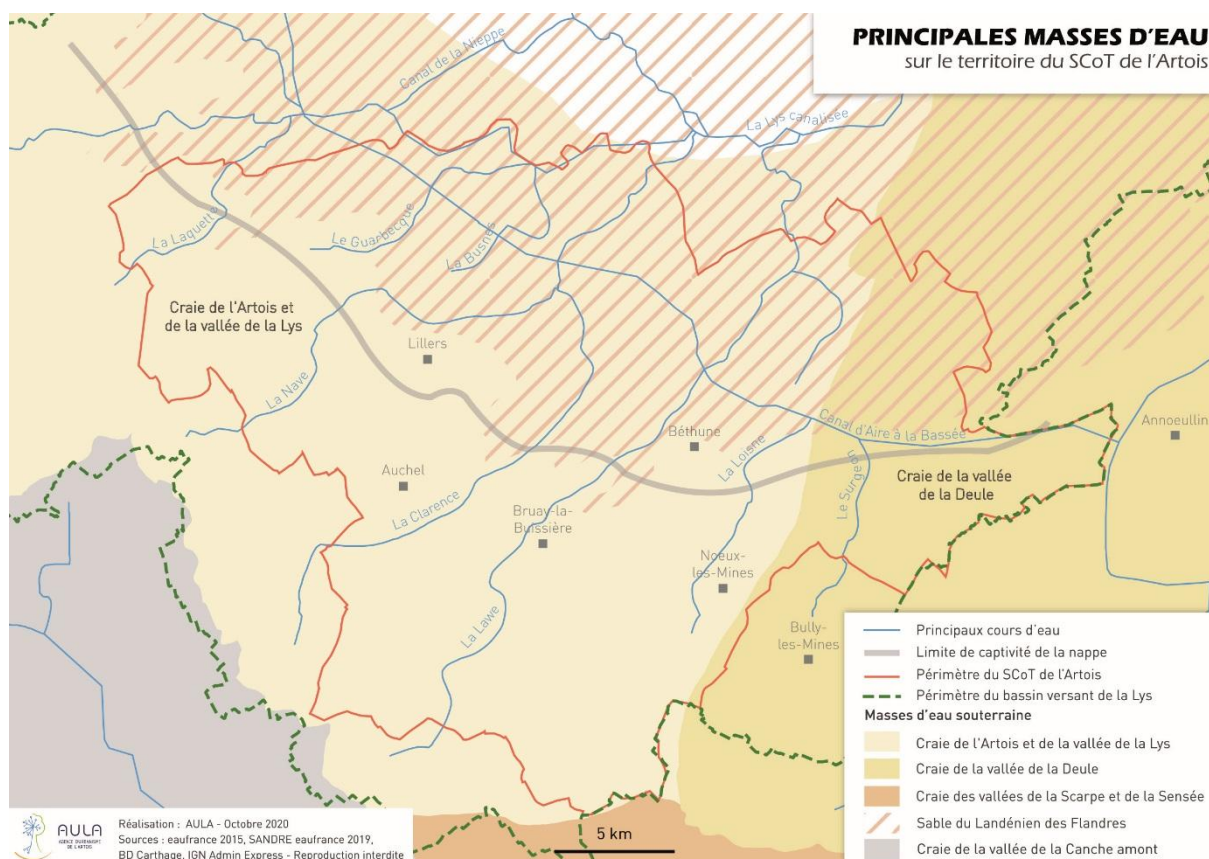 PRINCIPALES MASSES D'EAU
sur le territoire du SCoT de l'Artois
Canal de la Nieppe
La Lys canalisée
La Laquette
Le Guarbecque
La Busnes
Craie de l'Artois et
de la vallée de la Lys
Lillers
La Nave
Canal d'Aire à la Bassée
Annoeullin
Béthune
La Loisne
Le Surgeon
Craie de la vallée
de la Deule
Auchel
La Clarence
Bruay-la-
Buissière
Noeux-
les-Mines
La Lawe
Bully-
les-Mines
Principaux cours d'eau
Limite de captivité de la nappe
Périmètre du SCoT de l'Artois
Périmètre du bassin versant de la Lys
Masses d'eau souterraine
Craie de l'Artois et de la vallée de la Lys
Craie de la vallée de la Deule
Craie des vallées de la Scarpe et de la Sensée
Sable du Landénien des Flandres
Craie de la vallée de la Canche amont
5 km
AULA
AGENCE D'URBANISME
DE L'ARTOIS
Réalisation : AULA - Octobre 2020
Sources : eaufrance 2015, SANDRE eaufrance 2019,
BD Carthage, IGN Admin Express - Reproduction interdite